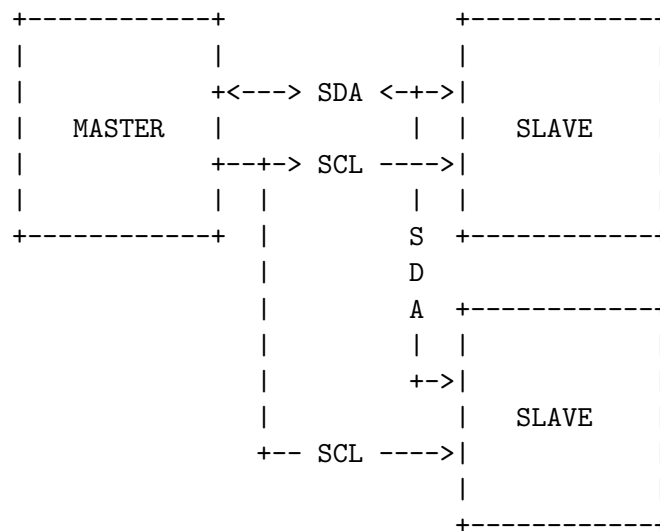 +------------+               +-------------
|            |               |            |
|            +<---> SDA <-+->|            |
|   MASTER   |            |  |   SLAVE    |
|            +--+-> SCL ---->|            |
|            |  |         |  |            |
+------------+  |         S  +-------------
                |         D
                |         A  +-------------
                |         |  |            |
                |         +->|            |
                |            |   SLAVE    |
                +-- SCL ---->|            |
                             |            |
                             +-------------